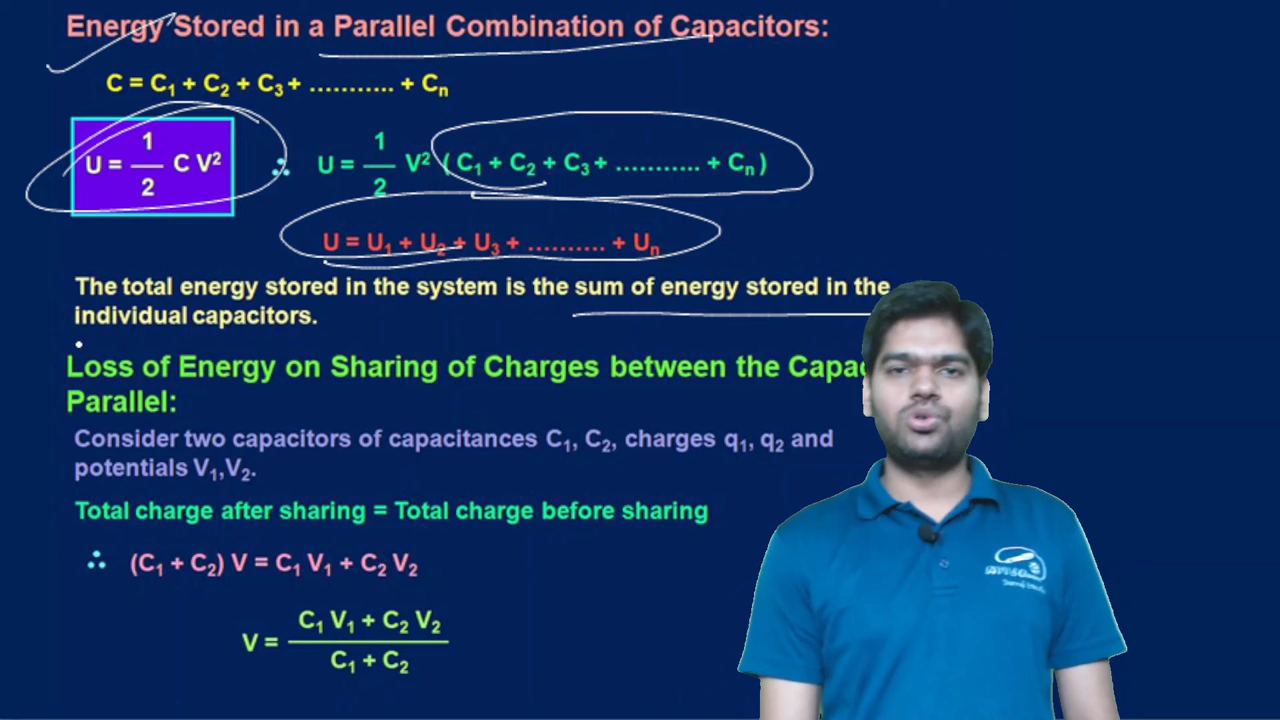 Energy Stored in a Parallel Combination of Capacitors:
C = C₁ + C₂ + C₃ + ……….. + Cₙ
U = 1/2 C V²
∴ U = 1/2 V² ( C₁ + C₂ + C₃ + ……….. + Cₙ )
U = U₁ + U₂ + U₃ + ………. + Uₙ
The total energy stored in the system is the sum of energy stored in the
individual capacitors.
Loss of Energy on Sharing of Charges between the Capac
Parallel:
Consider two capacitors of capacitances C₁, C₂, charges q₁, q₂ and
potentials V₁,V₂.
Total charge after sharing = Total charge before sharing
∴ (C₁ + C₂) V = C₁ V₁ + C₂ V₂
V = C₁ V₁ + C₂ V₂ / C₁ + C₂